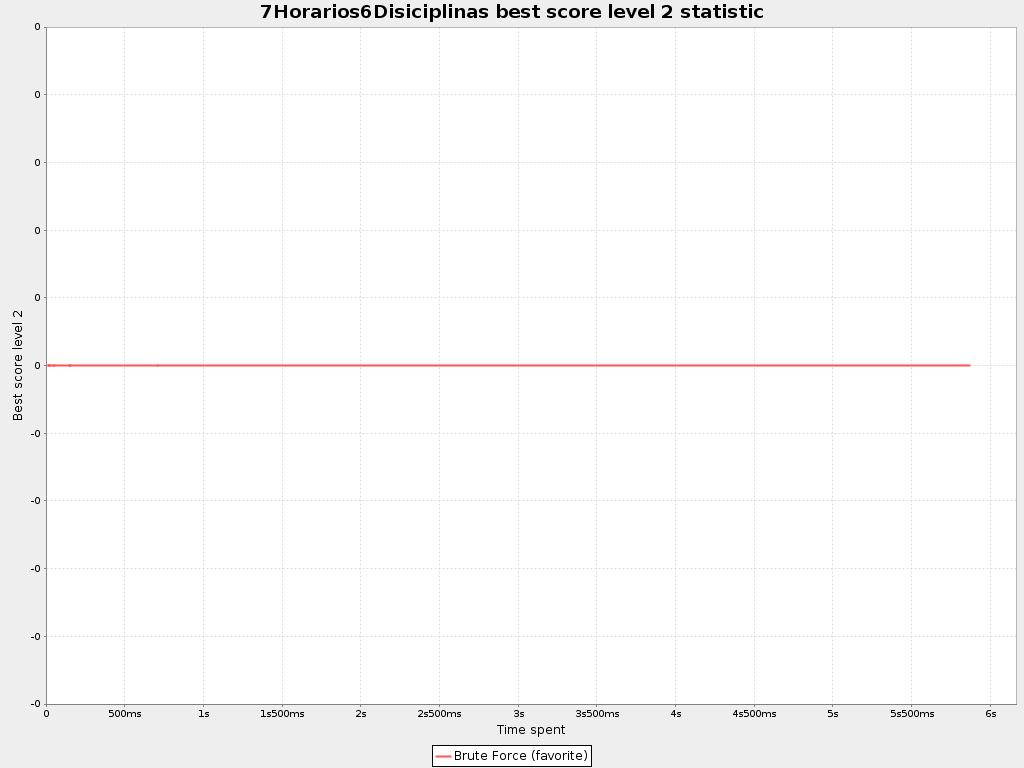 7Horarios6Disiciplinas best score level 2 statistic
Best score level 2
0
0
0
0
0
0
-0
-0
-0
-0
-0
0 500ms 1s 1s500ms 2s 2s500ms 3s 3s500ms 4s 4s500ms 5s 5s500ms 6s
Time spent
Brute Force (favorite)